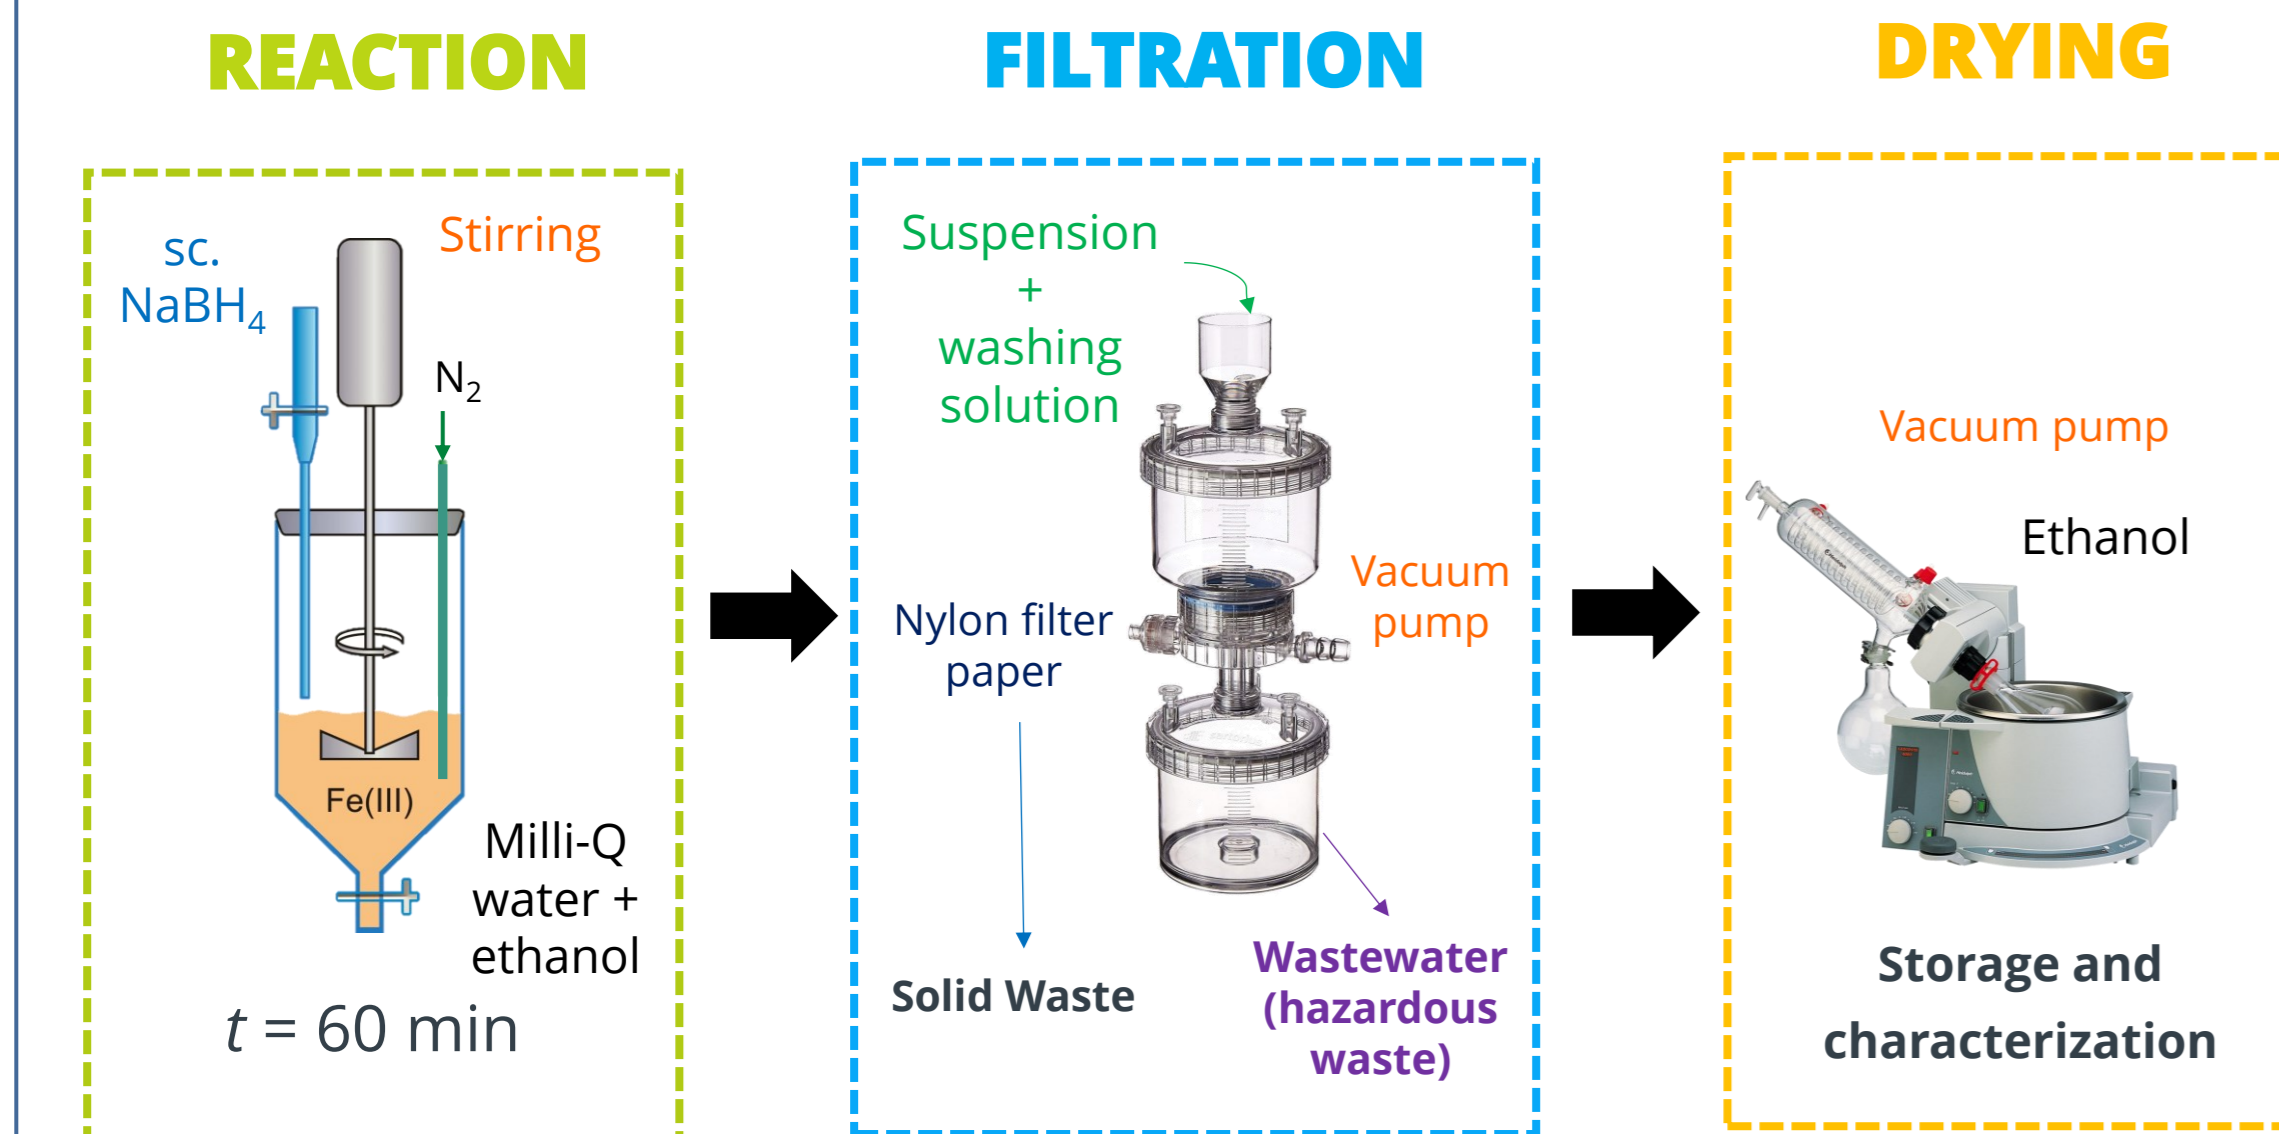 REACTION
sc.
NaBH₄
Stirring
N₂
Fe(III)
Milli-Q
water +
ethanol
t = 60 min
FILTRATION
Suspension
+
washing
solution
Nylon filter
paper
Vacuum
pump
Solid Waste
Wastewater
(hazardous
waste)
DRYING
Vacuum pump
Ethanol
Storage and
characterization